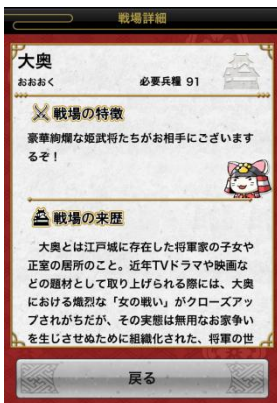 戦場詳細
大奥
おおおく 必要兵糧 91
戦場の特徴
豪華絢爛な姫武将たちがお相手にございます
るぞ！
戦場の来歴
大奥とは江戸城に存在した将軍家の子女や
正室の居所のこと。近年TVドラマや映画な
どの題材として取り上げられる際には、大奥
における熾烈な「女の戦い」がクローズアッ
プされがちだが、その実態は無用なお家争い
を生じさせぬために組織化された、将軍の世
戻る